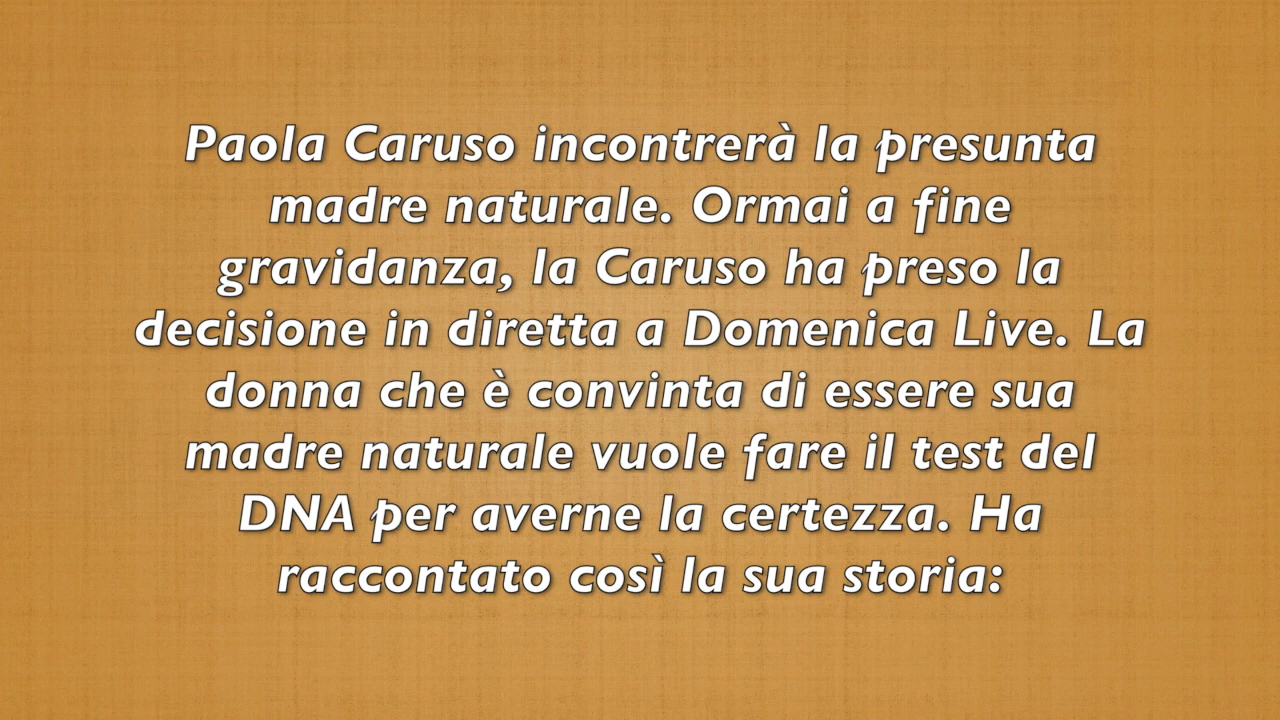 Paola Caruso incontrerà la presunta
madre naturale. Ormai a fine
gravidanza, la Caruso ha preso la
decisione in diretta a Domenica Live. La
donna che è convinta di essere sua
madre naturale vuole fare il test del
DNA per averne la certezza. Ha
raccontato così la sua storia: